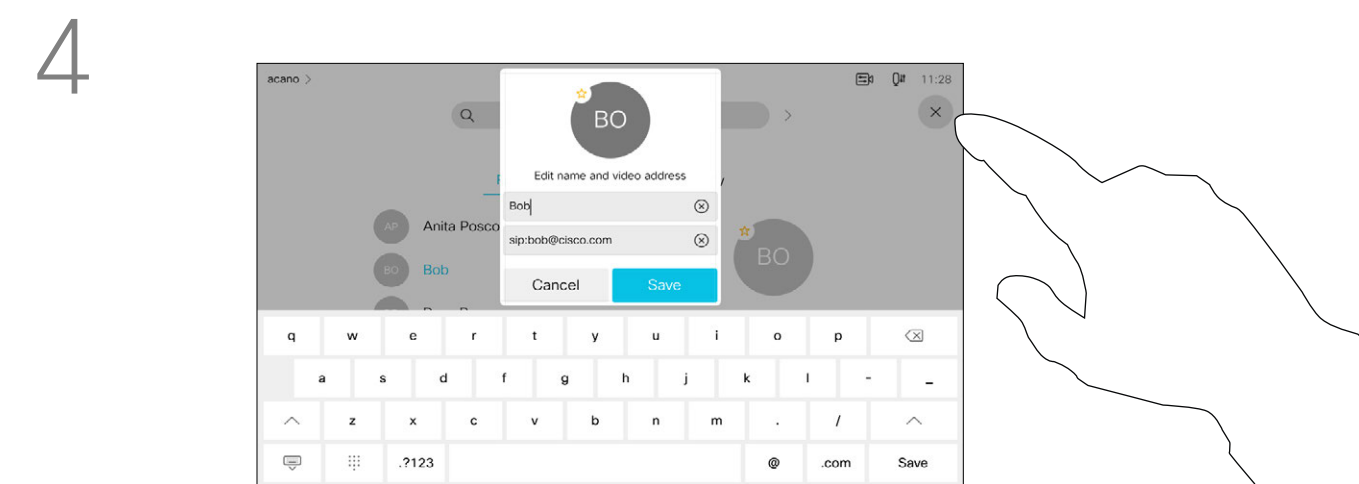 4
acano >
11:28
BO
Edit name and video address
Bob
sip:bob@cisco.com
Cancel Save
AP Anita Posco
BO Bob
BO
q w e r t y u i o p
a s d f g h j k l - _
z x c v b n m . /
.?123 @ .com Save